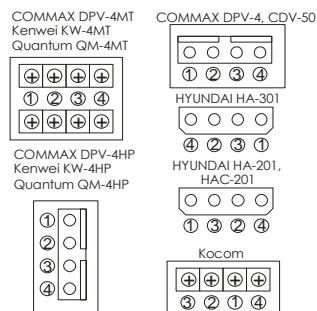 COMMAX DPV-4MT
Kenwei KW-4MT
Quantum QM-4MT
① ② ③ ④
COMMAX DPV-4HP
Kenwei KW-4HP
Quantum QM-4HP
①
②
③
④
COMMAX DPV-4, CDV-50
① ② ③ ④
HYUNDAI HA-301
④ ② ③ ①
HYUNDAI HA-201,
HAC-201
① ③ ② ④
Kocom
③ ② ① ④